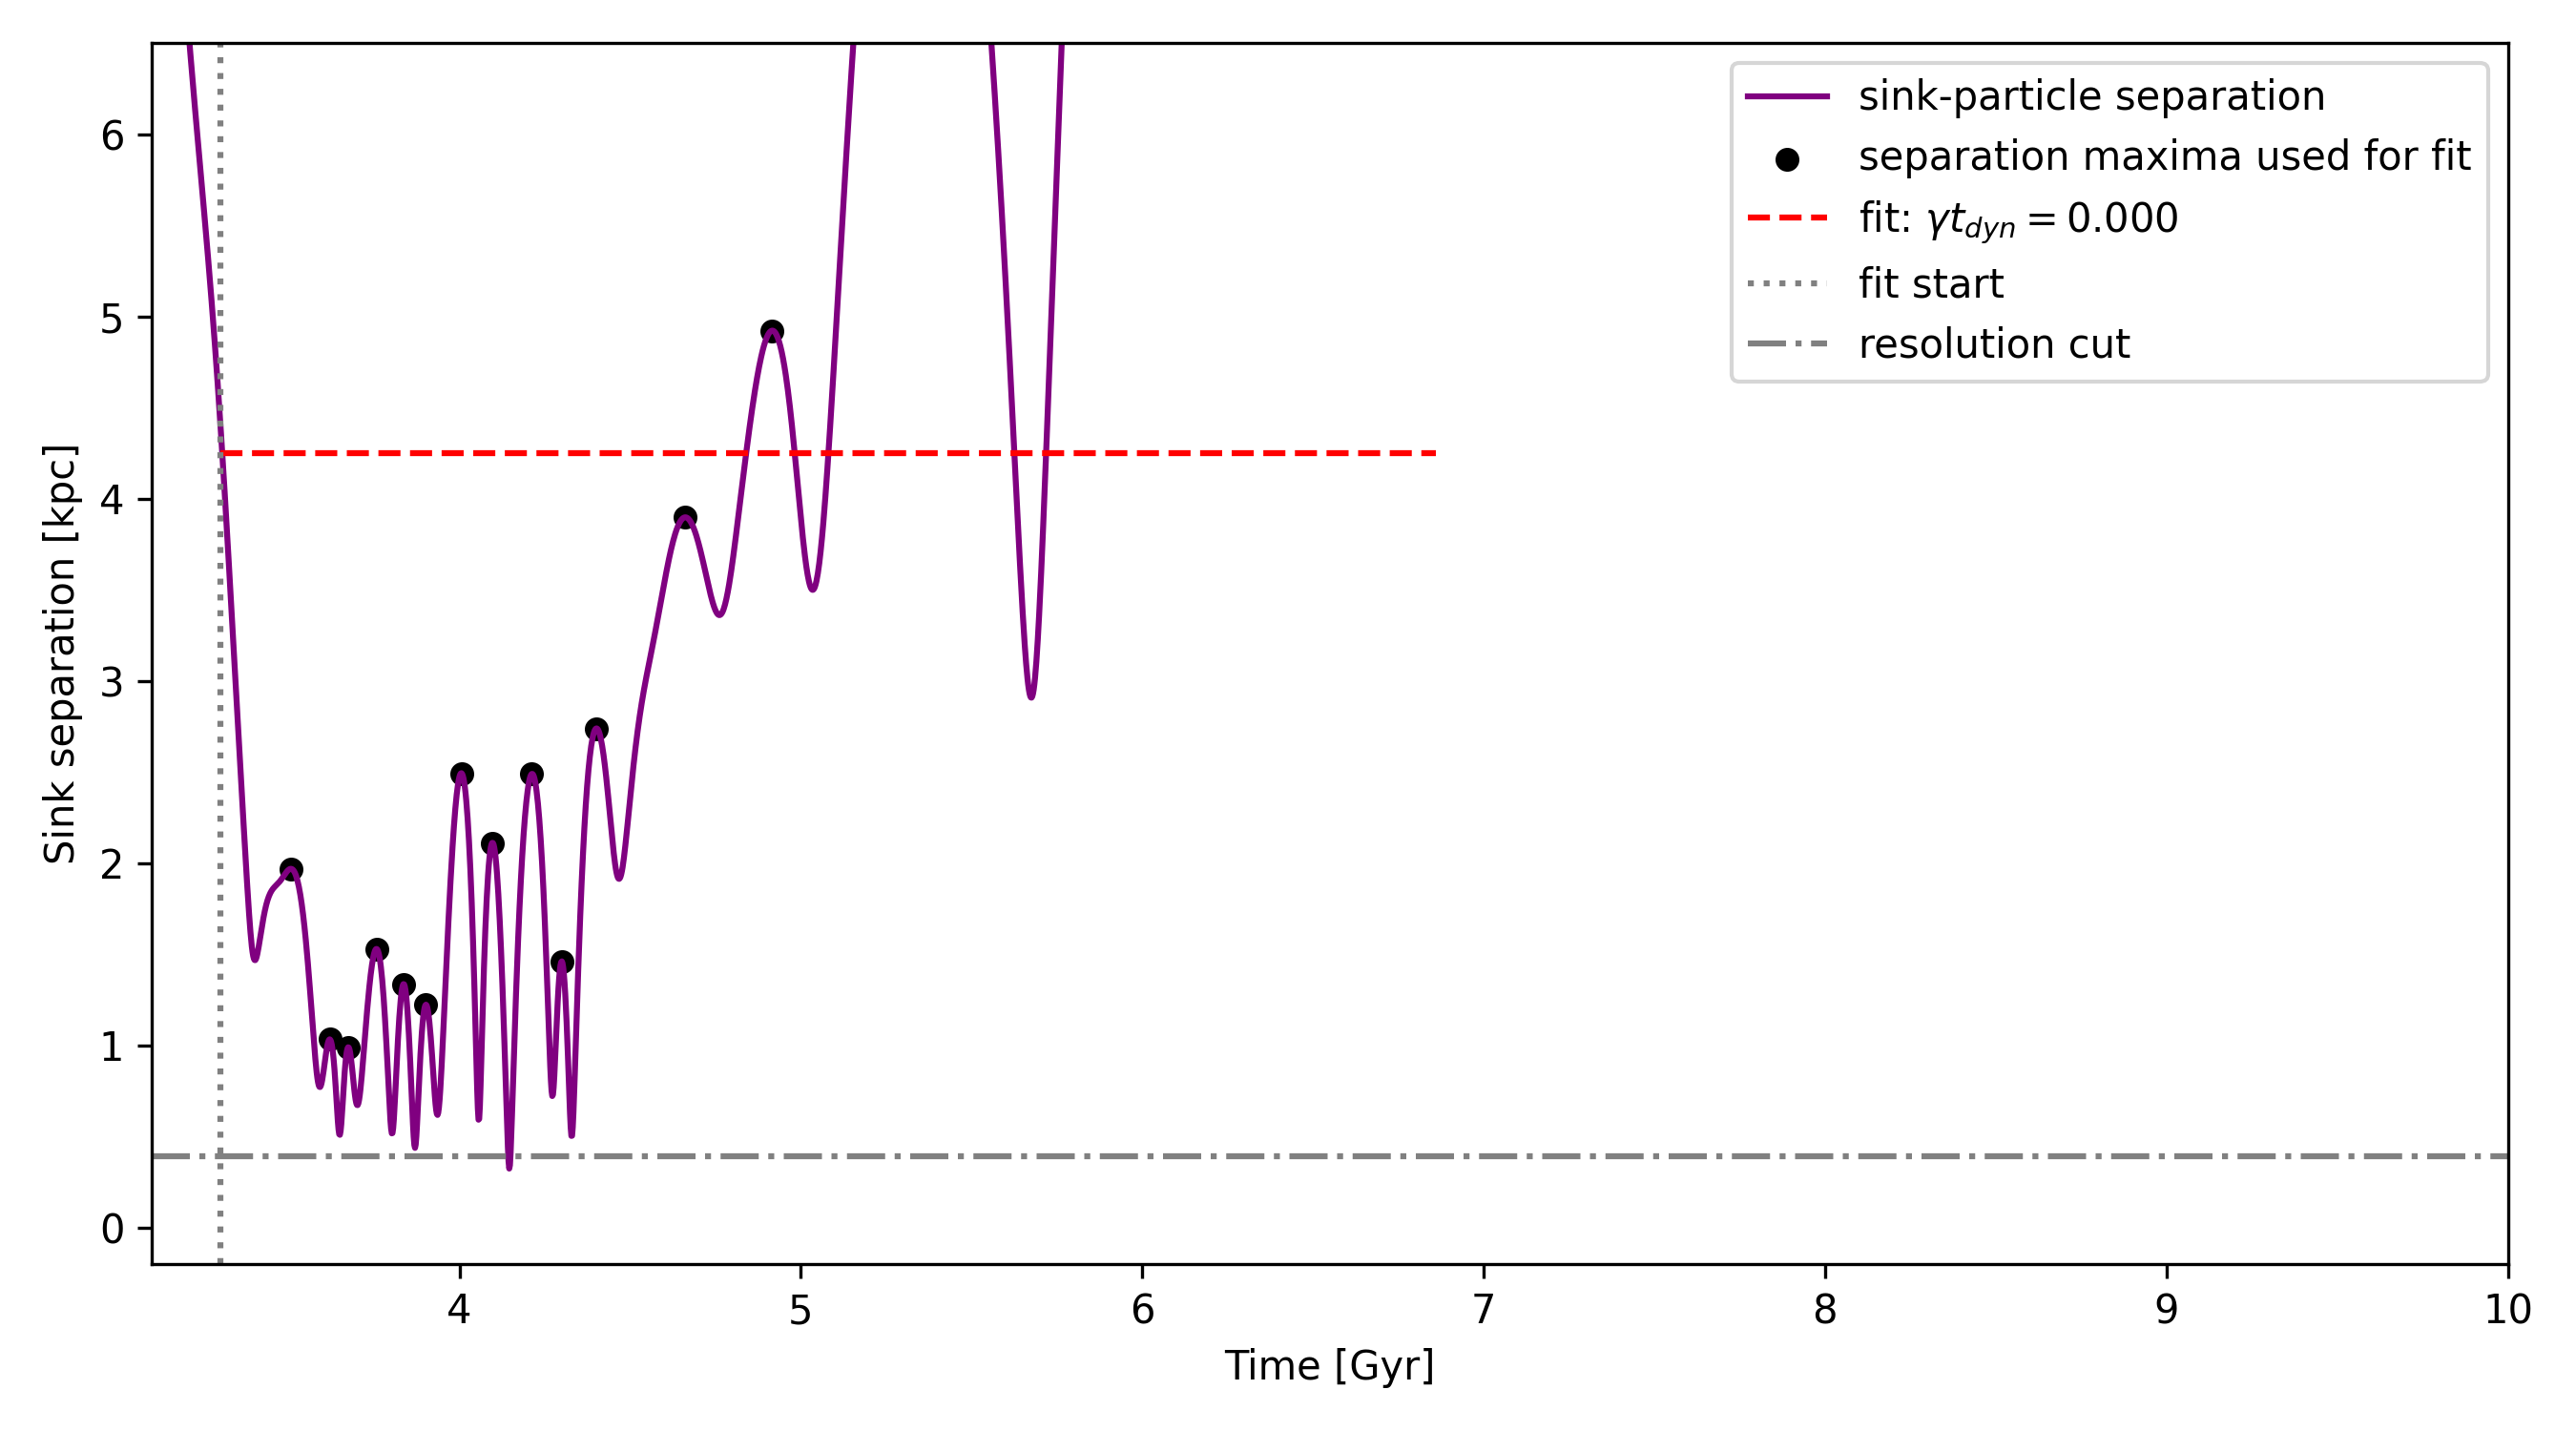 6
5
4
3
2
1
0
Sink separation [kpc]
4 5 6 7 8 9 10
Time [Gyr]
sink-particle separation
separation maxima used for fit
fit: γt_dyn = 0.000
fit start
resolution cut